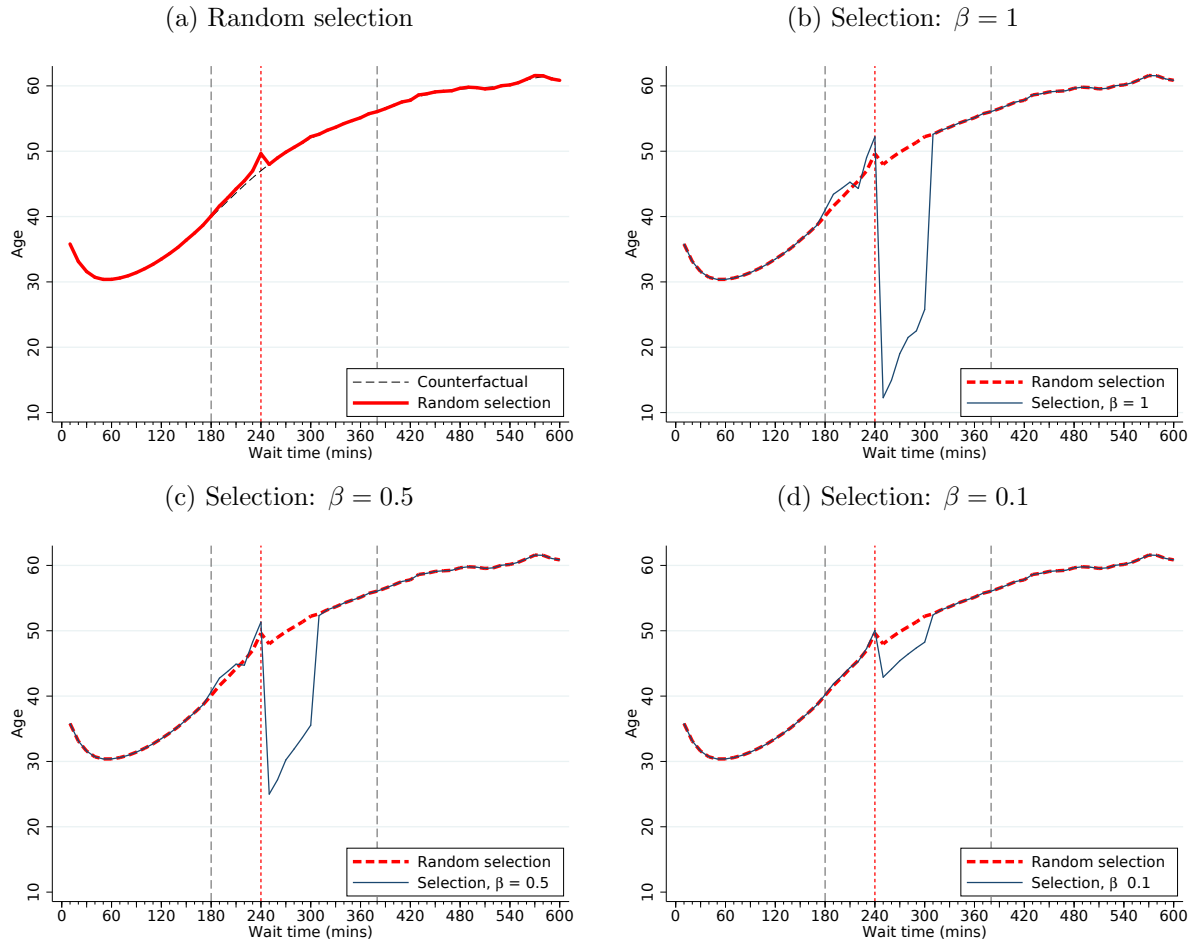 (a) Random selection
(b) Selection: β = 1
60
50
40
30
20
10
Age
Counterfactual
Random selection
0 60 120 180 240 300 360 420 480 540 600
Wait time (mins)
60
50
40
30
20
10
Age
Random selection
Selection, β = 1
0 60 120 180 240 300 360 420 480 540 600
Wait time (mins)
(c) Selection: β = 0.5
(d) Selection: β = 0.1
60
50
40
30
20
10
Age
Random selection
Selection, β = 0.5
0 60 120 180 240 300 360 420 480 540 600
Wait time (mins)
60
50
40
30
20
10
Age
Random selection
Selection, β 0.1
0 60 120 180 240 300 360 420 480 540 600
Wait time (mins)